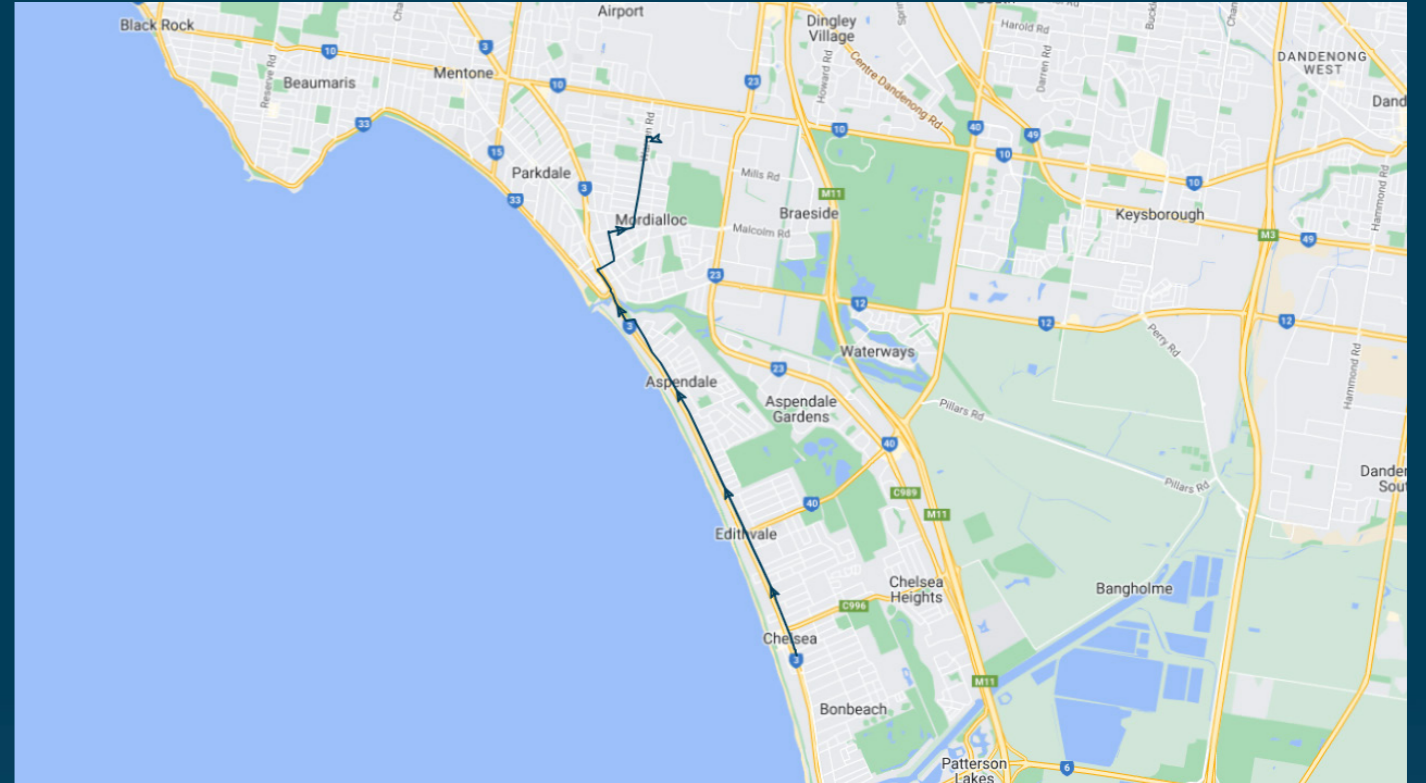 Airport
Black Rock
Dingley
Village
Harold Rd
3
10
Mentone
Beaumaris
Reserve Rd
10
23
Howard Rd
Centre Dandenong Rd
Darren Rd
DANDENONG
WEST
33
10
40
49
10
15
Parkdale
Mills Rd
3
33
M11
10
Hammond Rd
Mordialloc
Malcolm Rd
Braeside
Keysborough
M3
49
23
12
12
12
3
Perry Rd
Waterways
23
Aspendale
Aspendale
Gardens
Pillars Rd
Hammond Rd
40
Pillars Rd
C989
40
M11
Edithvale
Chelsea
Heights
Bangholme
C996
Chelsea
3
M11
Bonbeach
Patterson
Lakes
6